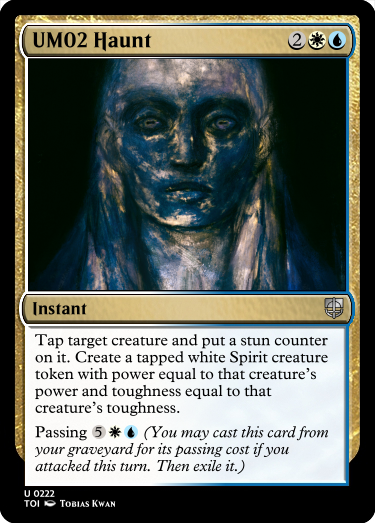 UM02 Haunt 2
Instant
Tap target creature and put a stun counter
on it. Create a tapped white Spirit creature
token with power equal to that creature's
power and toughness equal to that
creature's toughness.
Passing 5 (You may cast this card from
your graveyard for its passing cost if you
attacked this turn. Then exile it.)
U 0222
TOI Tobias Kwan